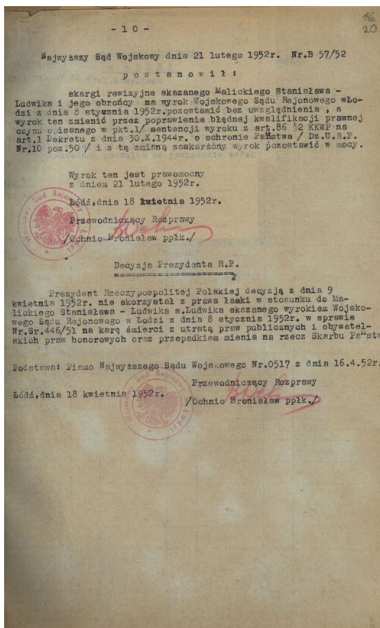 - 10 -
20
Najwyższy Sąd Wojskowy dnia 21 lutego 1952r. Nr.B 57/52
postanowił:
skargi rewizyjne skazanego Malickiego Stanisława -
Ludwika i jego obrońcy na wyrok Wojskowego Sądu Rejonowego w Ło-
dzi z dnia 8 stycznia 1952r. pozostawić bez uwzględnienia , a
wyrok ten zmienić przez poprawienie błędnej kwalifikacji prawnej
czynu opisanego w pkt.1/ sentencji wyroku z art.86 §2 KKWP na
art.1 Dekretu z dnia 30.X.1944r. o ochronie Państwa / Dz.U.R.P.
Nr.10 poz.50/ i z tą zmianą zaskarżony wyrok pozostawić w mocy.
Wyrok ten jest prawomocny
z dniem 21 lutego 1952r.
Łódź, dnia 18 kwietnia 1952r.
Przewodniczący Rozprawy
/Ochnio Bronisław ppłk./
Decyzja Prezydenta R.P.
Prezydent Rzeczypospolitej Polskiej decyzją z dnia 9
kwietnia 1952r. nie skorzystał z prawa łaski w stosunku do Ma-
lickiego Stanisława - Ludwika s.Ludwika skazanego wyrokiem Wojsko-
wego Sądu Rejonowego w Łodzi z dnia 8 stycznia 1952r. w sprawie
Nr.Sr.446/51 na karę śmierci z utratą praw publicznych i obywatel-
skich praw honorowych oraz przepadkiem mienia na rzecz Skarbu Państw
Podstawa: Pismo Najwyższego Sądu Wojskowego Nr.0517 z dnia 16.4.52r.
Przewodniczący Rozprawy
Łódź, dnia 18 kwietnia 1952r.
/Ochnio Bronisław ppłk./